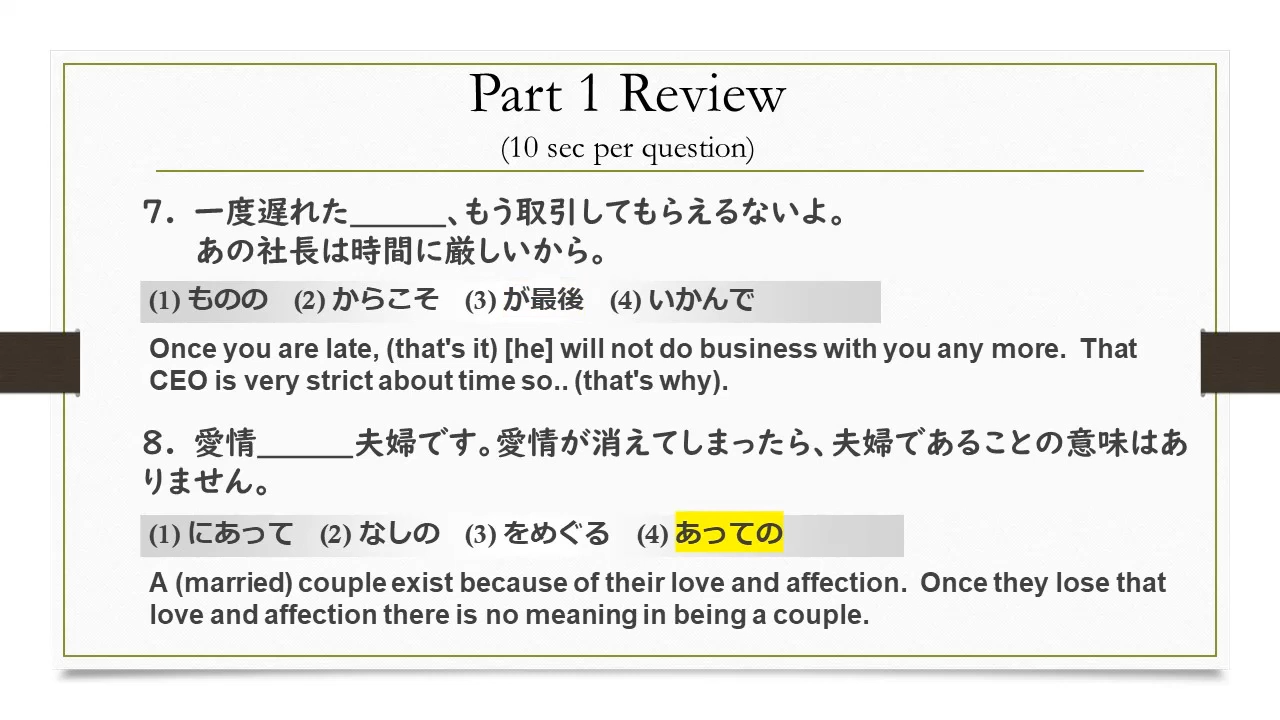 Part 1 Review
(10 sec per question)
７. 一度遅れた______、もう取引してもらえるないよ。
あの社長は時間に厳しいから。
(1) ものの (2) からこそ (3) が最後 (4) いかんで
Once you are late, (that's it) [he] will not do business with you any more. That
CEO is very strict about time so.. (that's why).
８. 愛情______夫婦です。愛情が消えてしまったら、夫婦であることの意味はあ
りません。
(1) にあって (2) なしの (3) をめぐる (4) あっての
A (married) couple exist because of their love and affection. Once they lose that
love and affection there is no meaning in being a couple.